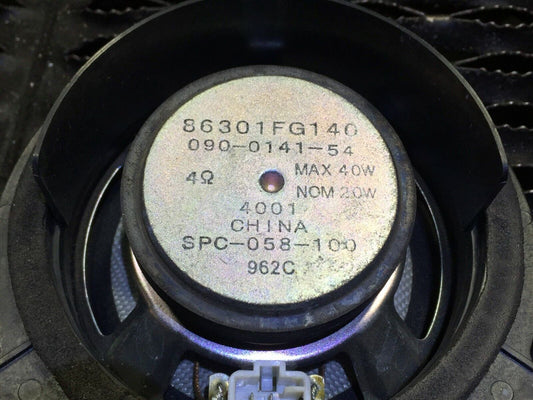 86301FG140
090-0141-54
4Ω MAX 40W
NOM 20W
4001
CHINA
SPC-058-100
962C